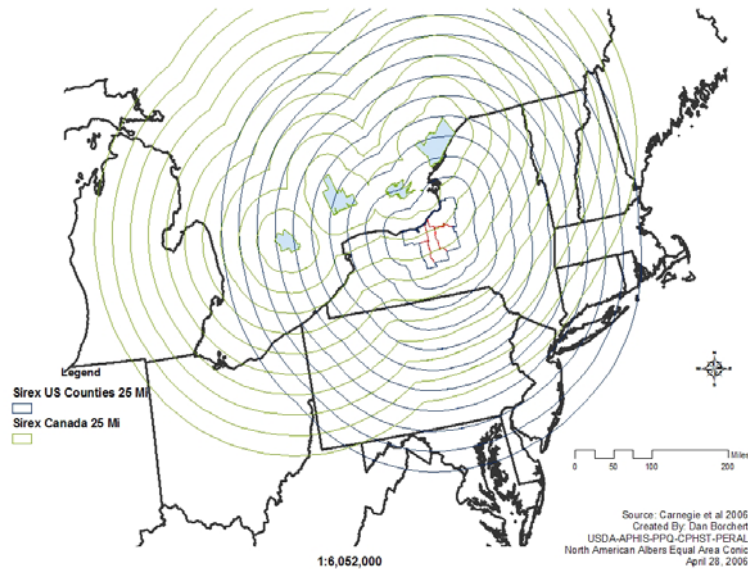 Legend
Sirex US Counties 25 Mi
Sirex Canada 25 Mi
Miles
0 50 100 200
Source: Carnegie et al 2006
Created By: Dan Borchert
USDA-APHIS-PPQ-CPHST-PERAL
North American Albers Equal Area Conic
April 28, 2006
1:6,052,000